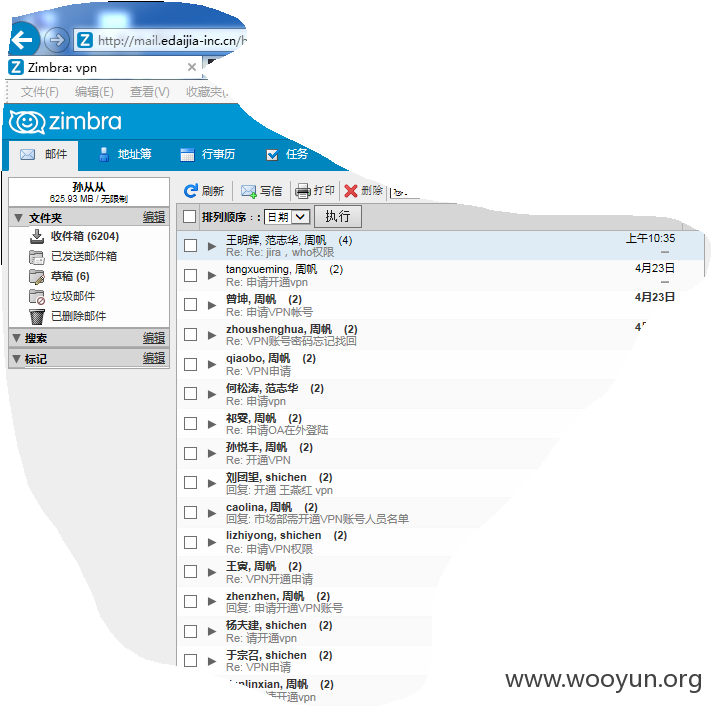 http://mail.edaijia-inc.cn/
Zimbra: vpn
文件(F) 编辑(E) 查看(V) 收藏夹
zimbra
邮件 地址簿 行事历 任务
孙从从
625.93 MB / 无限制
刷新 写信 打印 删除
文件夹 编辑
排列顺序:: 日期 执行
收件箱 (6204)
已发送邮件箱
草稿 (6)
垃圾邮件
已删除邮件
搜索 编辑
标记 编辑
王明辉, 范志华, 周帆 (4) 上午10:35
Re: Re: jira，who权限
tangxueming, 周帆 (2) 4月23日
Re: 申请开通vpn
曾坤, 周帆 (2) 4月23日
Re: 申请VPN帐号
zhoushenghua, 周帆 (2)
Re: VPN账号密码忘记找回
qiaobo, 周帆 (2)
Re: VPN申请
何松涛, 范志华 (2)
Re: 申请vpn
祁雯, 周帆 (2)
Re: 申请OA在外登陆
孙悦丰, 周帆 (2)
Re: 开通VPN
刘团望, shichen (2)
回复: 开通 王燕红 vpn
caolina, 周帆 (2)
回复: 市场部需开通VPN账号人员名单
lizhiyong, shichen (2)
Re: 申请VPN权限
王寅, 周帆 (2)
Re: VPN开通申请
zhenzhen, 周帆 (2)
回复: 申请开通VPN账号
杨夫建, shichen (2)
Re: 请开通vpn
于宗召, shichen (2)
Re: VPN申请
linxian, 周帆 (2)
请开通vpn
www.wooyun.org